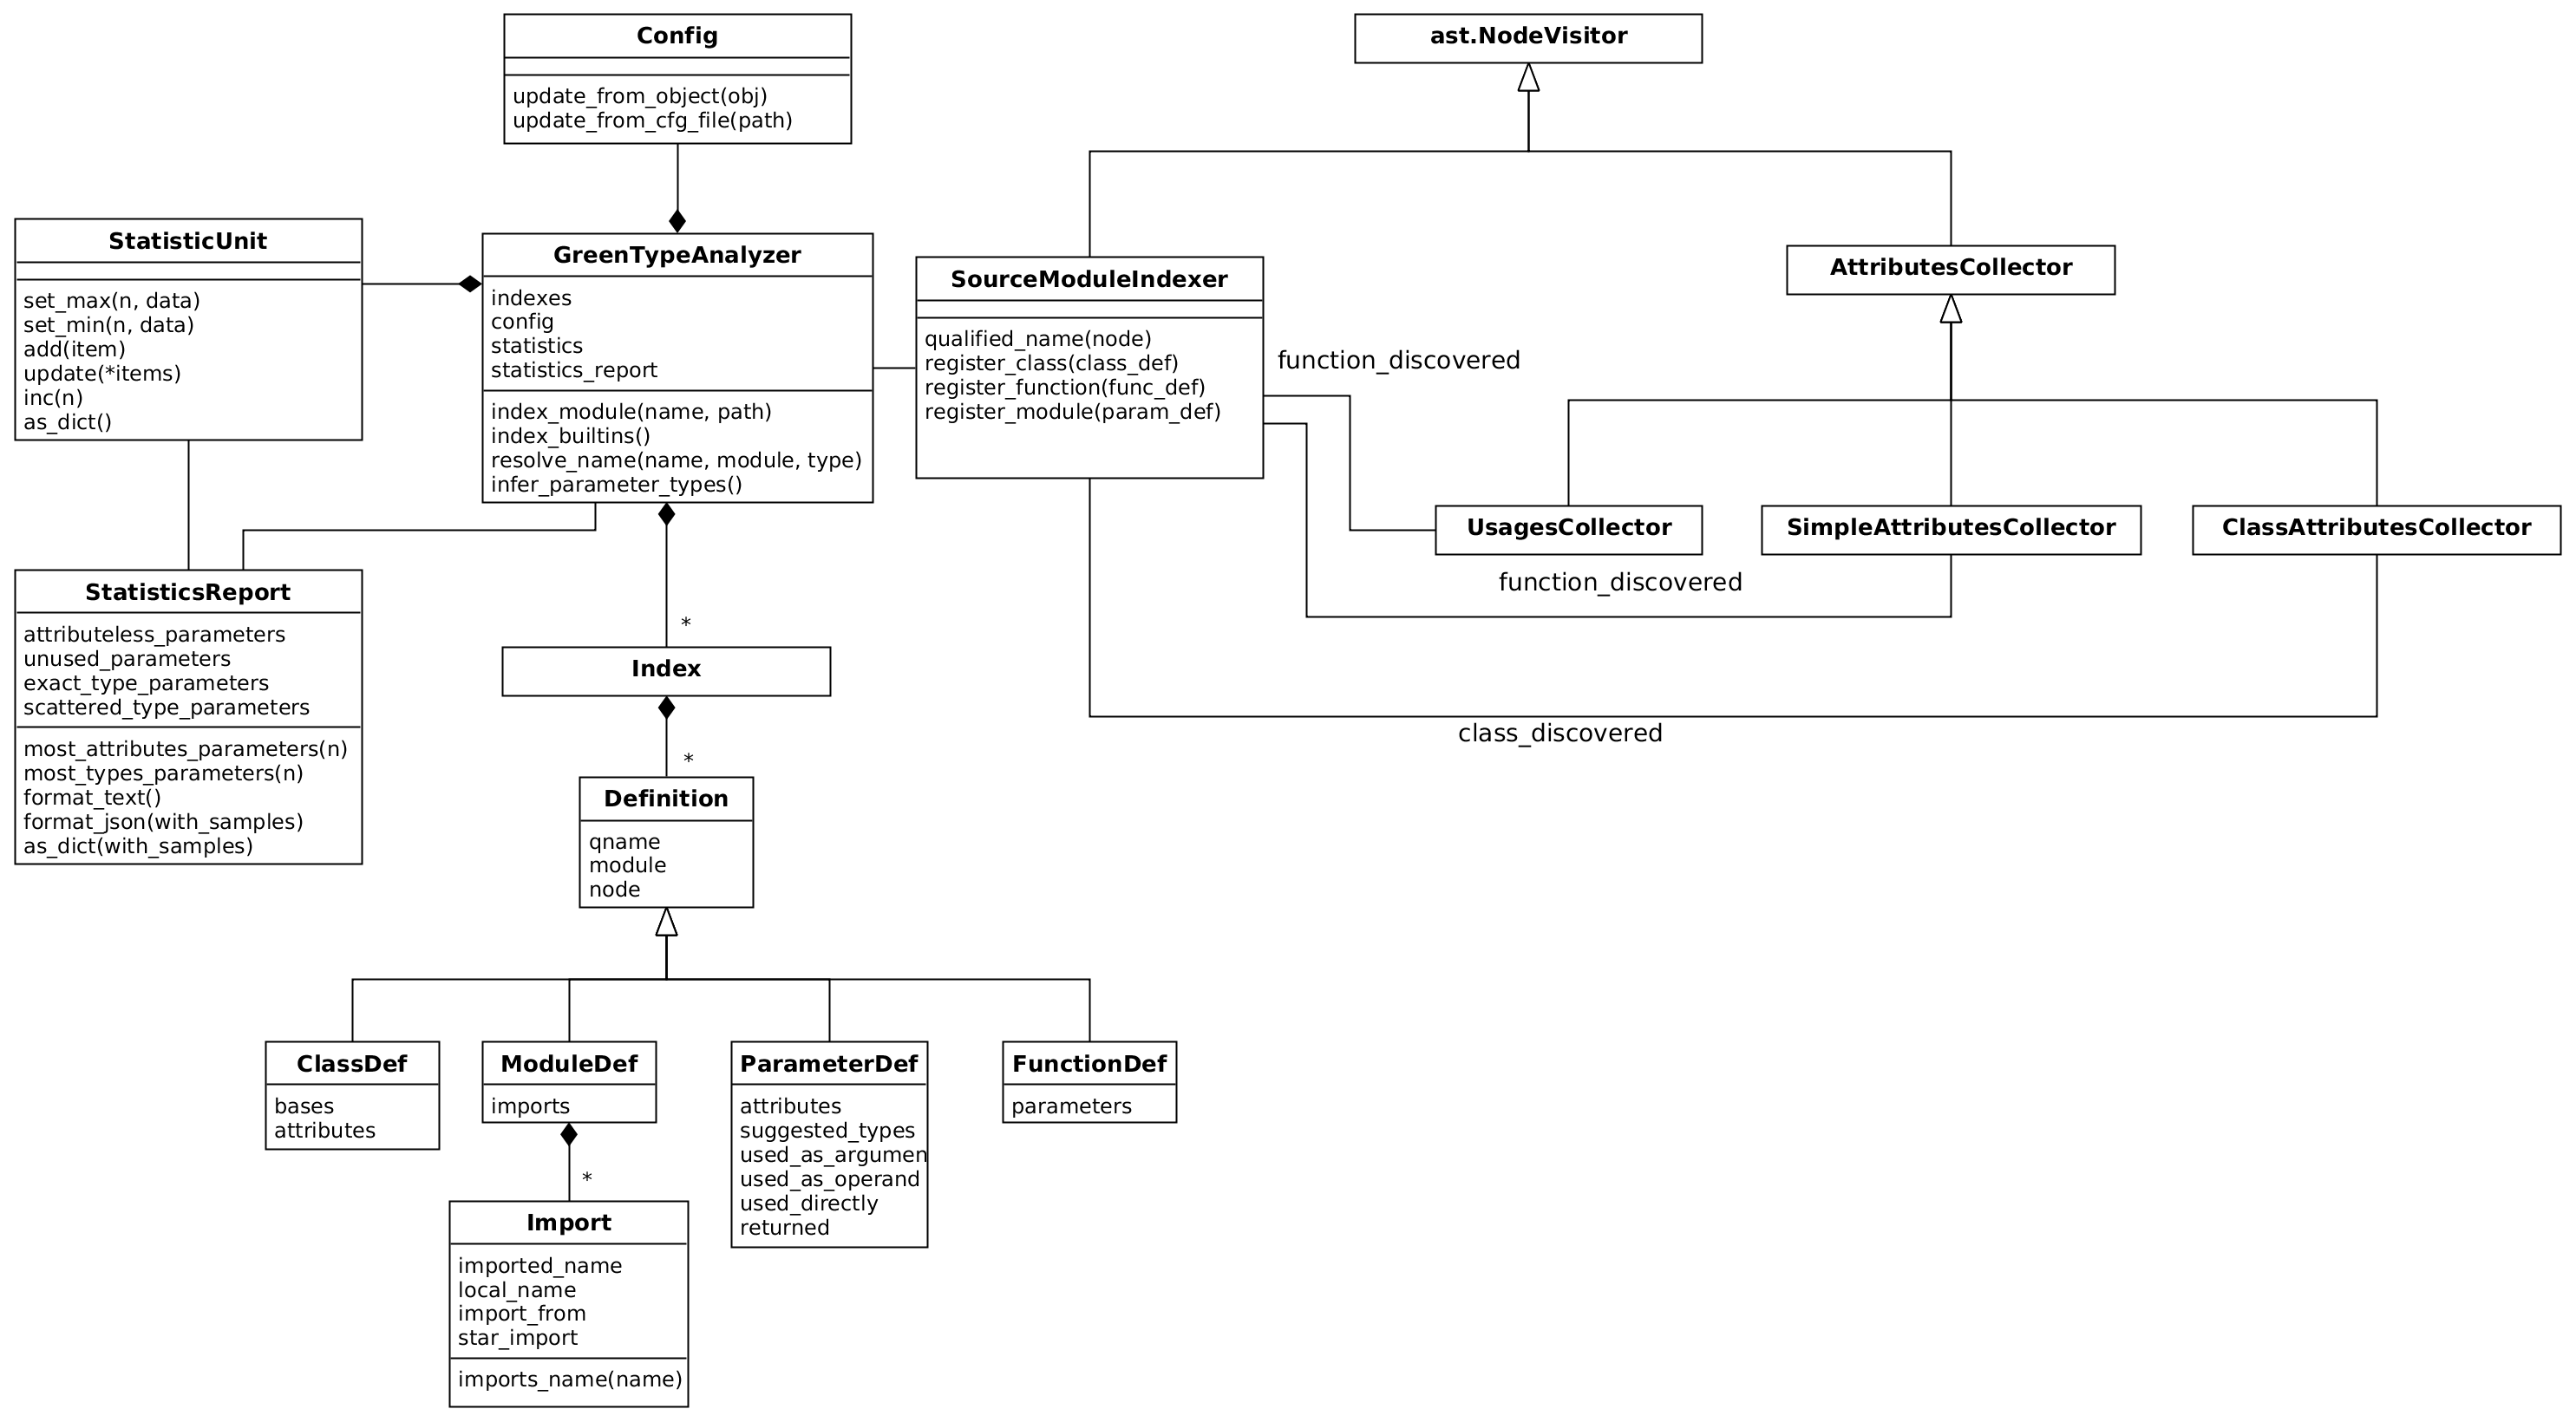 Config
update_from_object(obj)
update_from_cfg_file(path)
ast.NodeVisitor
StatisticUnit
set_max(n, data)
set_min(n, data)
add(item)
update(*items)
inc(n)
as_dict()
GreenTypeAnalyzer
indexes
config
statistics
statistics_report
index_module(name, path)
index_builtins()
resolve_name(name, module, type)
infer_parameter_types()
SourceModuleIndexer
qualified_name(node)
register_class(class_def)
register_function(func_def)
register_module(param_def)
AttributesCollector
function_discovered
UsagesCollector
SimpleAttributesCollector
ClassAttributesCollector
function_discovered
class_discovered
StatisticsReport
attributeless_parameters
unused_parameters
exact_type_parameters
scattered_type_parameters
most_attributes_parameters(n)
most_types_parameters(n)
format_text()
format_json(with_samples)
as_dict(with_samples)
*
Index
*
Definition
qname
module
node
ClassDef
bases
attributes
ModuleDef
imports
ParameterDef
attributes
suggested_types
used_as_argumen
used_as_operand
used_directly
returned
FunctionDef
parameters
*
Import
imported_name
local_name
import_from
star_import
imports_name(name)